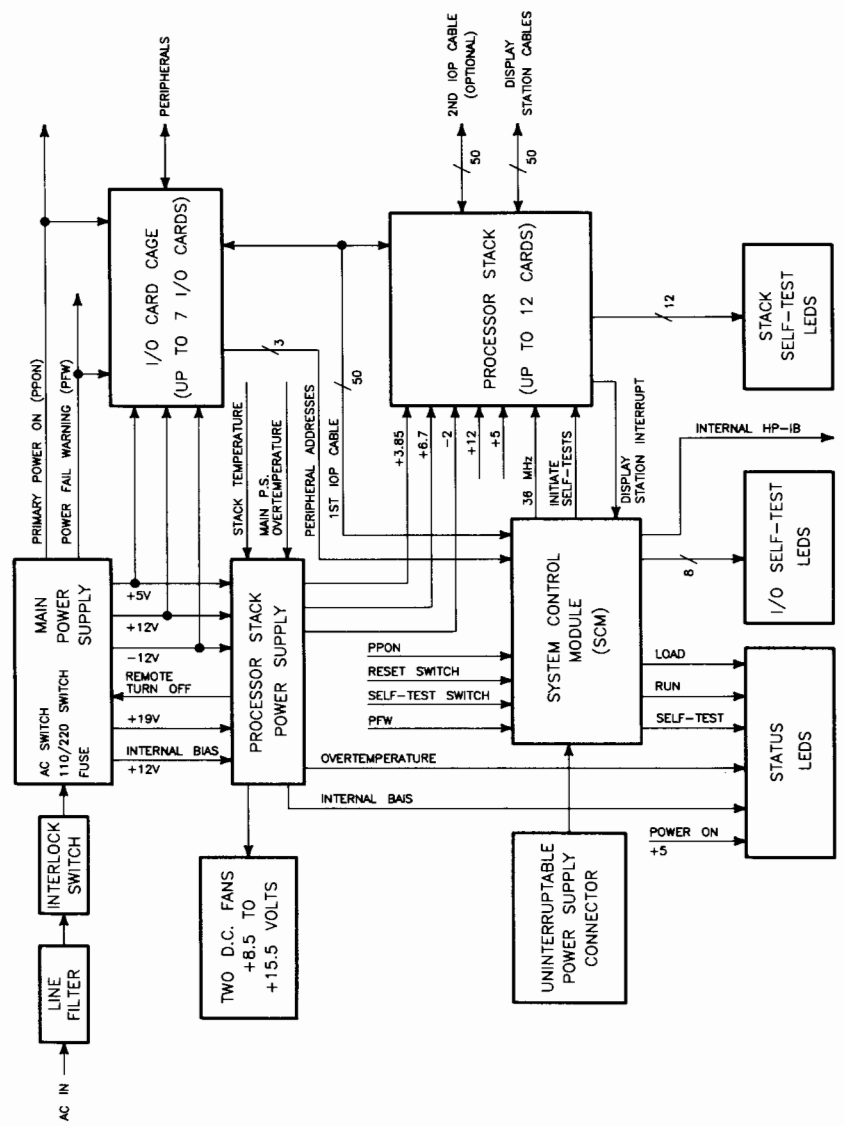 AC IN
LINE
FILTER
INTERLOCK
SWITCH
AC SWITCH
110/220 SWITCH
FUSE
MAIN
POWER
SUPPLY
PRIMARY POWER ON (PPON)
POWER FAIL WARNING (PFW)
INTERNAL BIAS
+12V
+19V
REMOTE
TURN OFF
-12V
+12V
+5V
I/O CARD CAGE
(UP TO 7 I/O CARDS)
PERIPHERALS
TWO D.C. FANS
+8.5 TO
+15.5 VOLTS
PROCESSOR STACK
POWER SUPPLY
STACK TEMPERATURE
MAIN P.S.
OVERTEMPERATURE
PERIPHERAL ADDRESSES
3
1ST IOP CABLE
50
OVERTEMPERATURE
INTERNAL BAIS
PPON
RESET SWITCH
SELF-TEST SWITCH
PFW
+3.85
+6.7
-2
+12
+5
36 MHz
INITIATE
SELF-TESTS
DISPLAY
STATION INTERRUPT
PROCESSOR STACK
(UP TO 12 CARDS)
50
2ND IOP CABLE
(OPTIONAL)
50
DISPLAY
STATION CABLES
UNINTERRUPTABLE
POWER SUPPLY
CONNECTOR
SYSTEM CONTROL
MODULE
(SCM)
INTERNAL HP-IB
8
12
POWER ON
+5
SELF-TEST
RUN
LOAD
STATUS
LEDS
I/O SELF-TEST
LEDS
STACK
SELF-TEST
LEDS